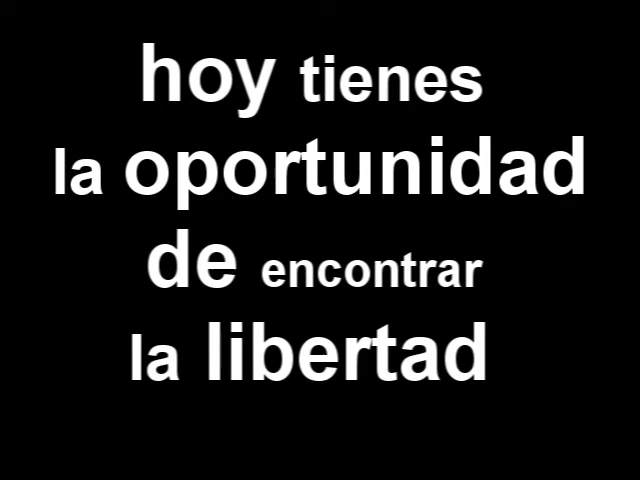 hoy tienes
la oportunidad
de encontrar
la libertad